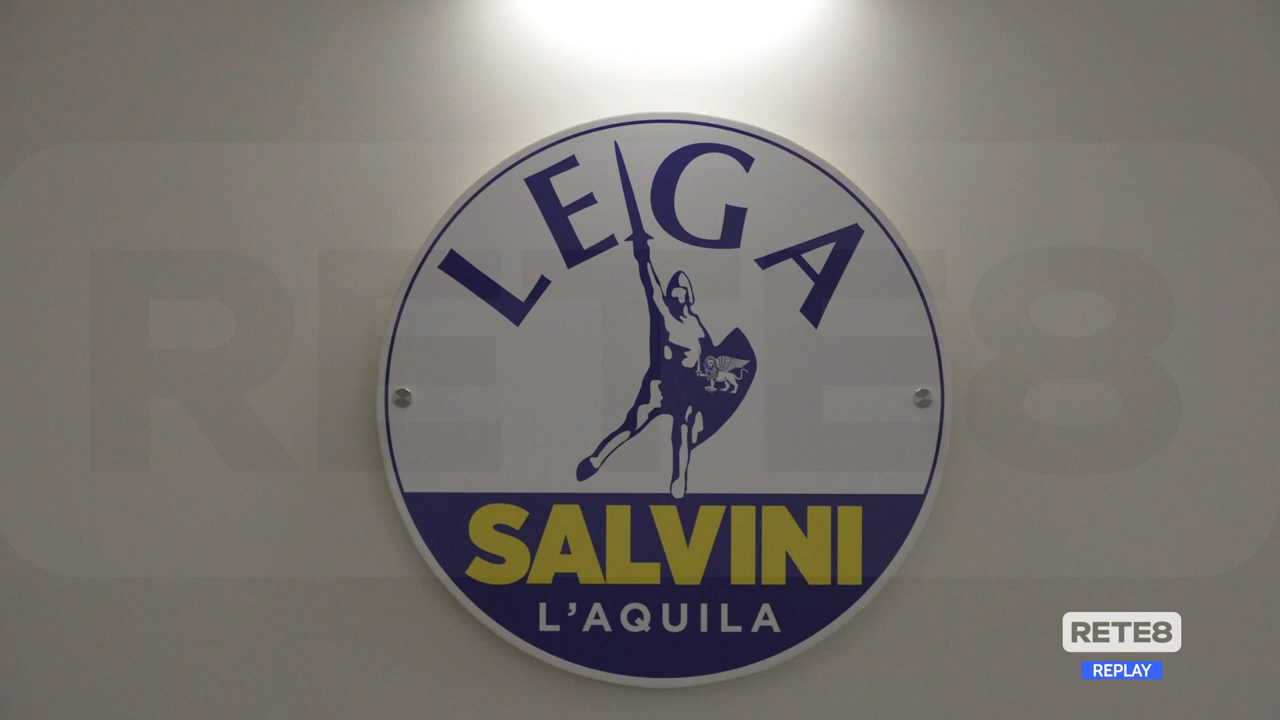 LEGA
RETE8
SALVINI
L'AQUILA
RETE8
REPLAY